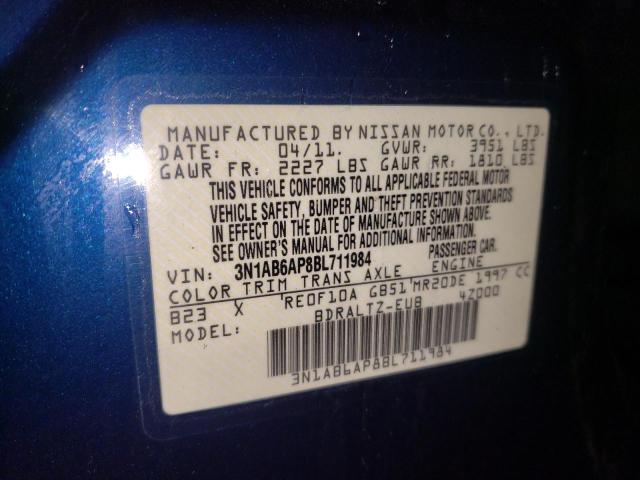 MANUFACTURED BY NISSAN MOTOR CO., LTD.
DATE: 04/11. GVWR: 3951 LBS
GAWR FR: 2227 LBS GAWR RR: 1810 LBS
THIS VEHICLE CONFORMS TO ALL APPLICABLE FEDERAL MOTOR
VEHICLE SAFETY, BUMPER AND THEFT PREVENTION STANDARDS
IN EFFECT ON THE DATE OF MANUFACTURE SHOWN ABOVE.
SEE OWNER'S MANUAL FOR ADDITIONAL INFORMATION.
VIN: 3N1AB6AP8BL711984 PASSENGER CAR.
COLOR TRIM TRANS AXLE ENGINE
B23 X RE0F10A GB51 MR20DE 1997 CC
MODEL: BDRALTZ-EUB 4Z000
3N1AB6AP8BL711984